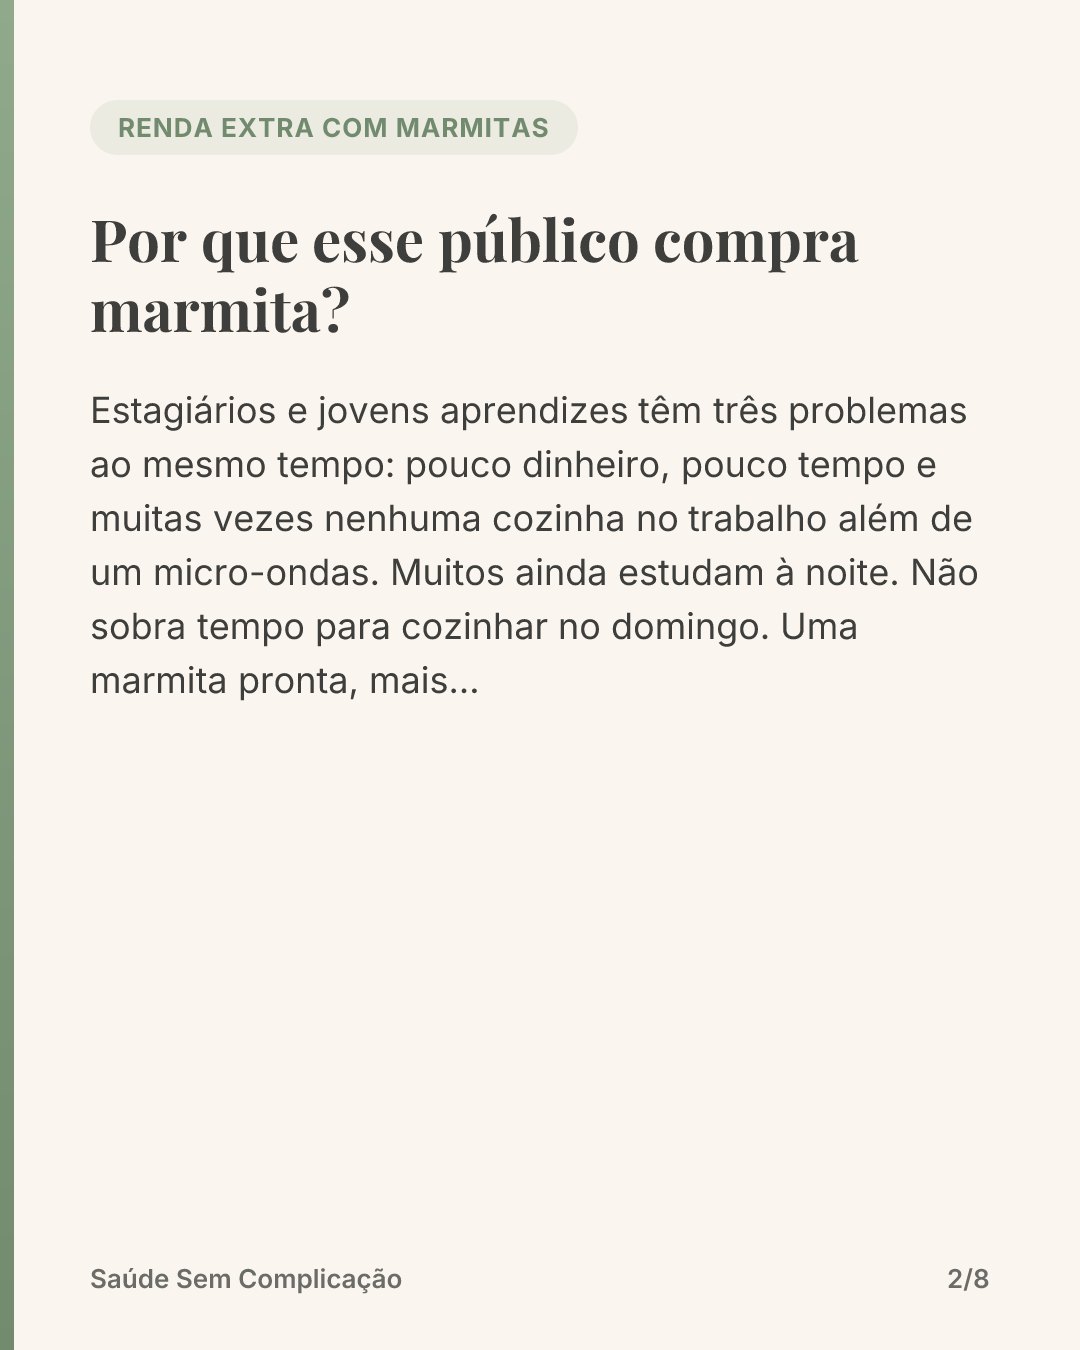 RENDA EXTRA COM MARMITAS
Por que esse público compra
marmita?
Estagiários e jovens aprendizes têm três problemas
ao mesmo tempo: pouco dinheiro, pouco tempo e
muitas vezes nenhuma cozinha no trabalho além de
um micro-ondas. Muitos ainda estudam à noite. Não
sobra tempo para cozinhar no domingo. Uma
marmita pronta, mais...
Saúde Sem Complicação
2/8